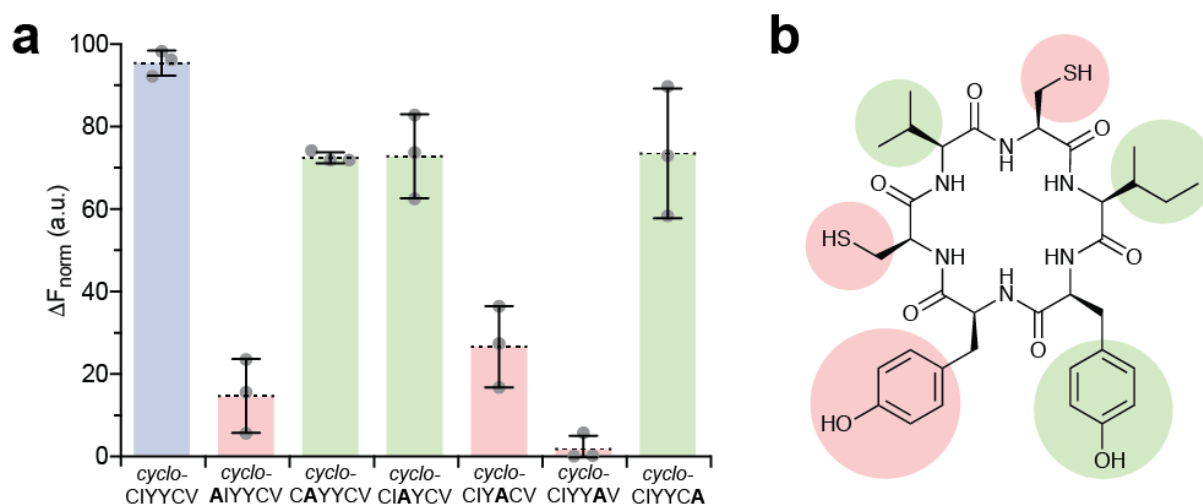 a
100
80
60
40
20
0
ΔFnorm (a.u.)
cyclo-
CIYYCV
cyclo-
AIYYCV
cyclo-
CAYYCV
cyclo-
CIAYCV
cyclo-
CIYACV
cyclo-
CIYYAV
cyclo-
CIYYCA
b
SH
O
H
N
O
NH
HN
O
HS
NH
HN
O
H
N
O
O
HO
OH